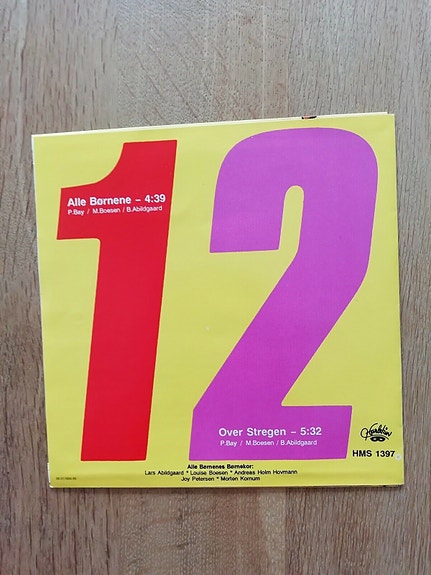 1 2
Alle Børnene – 4:39
P.Bay / M.Boesen / B.Abildgaard
Over Stregen – 5:32
P.Bay / M.Boesen / B.Abildgaard
Harlekin
HMS 1397
Alle Børnenes Børnekor:
Lars Abildgaard * Louise Boesen * Andreas Holm Hovmann
Joy Petersen * Morten Kornum